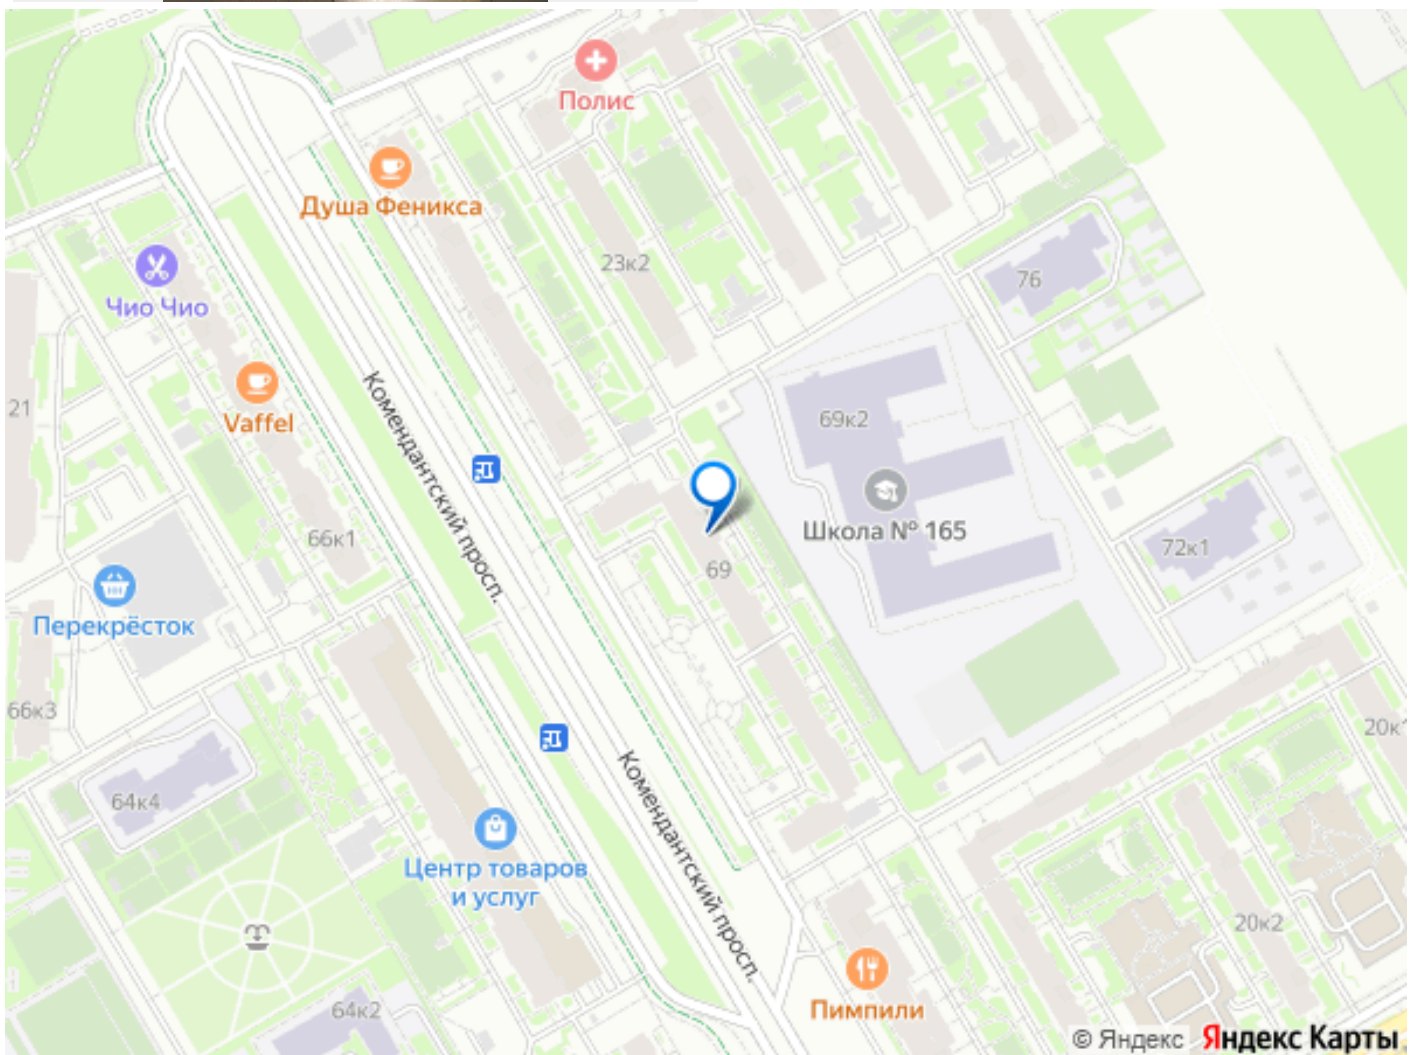 Полис
Душа Феникса
23к2
76
Чио Чио
Комендантский просп.
21
Vaffel
69к2
Школа № 165
66к1
72к1
69
Перекрёсток
66к3
20к1
Комендантский просп.
64к4
Центр товаров
и услуг
20к2
Пимпили
64к2
© Яндекс Яндекс Карты